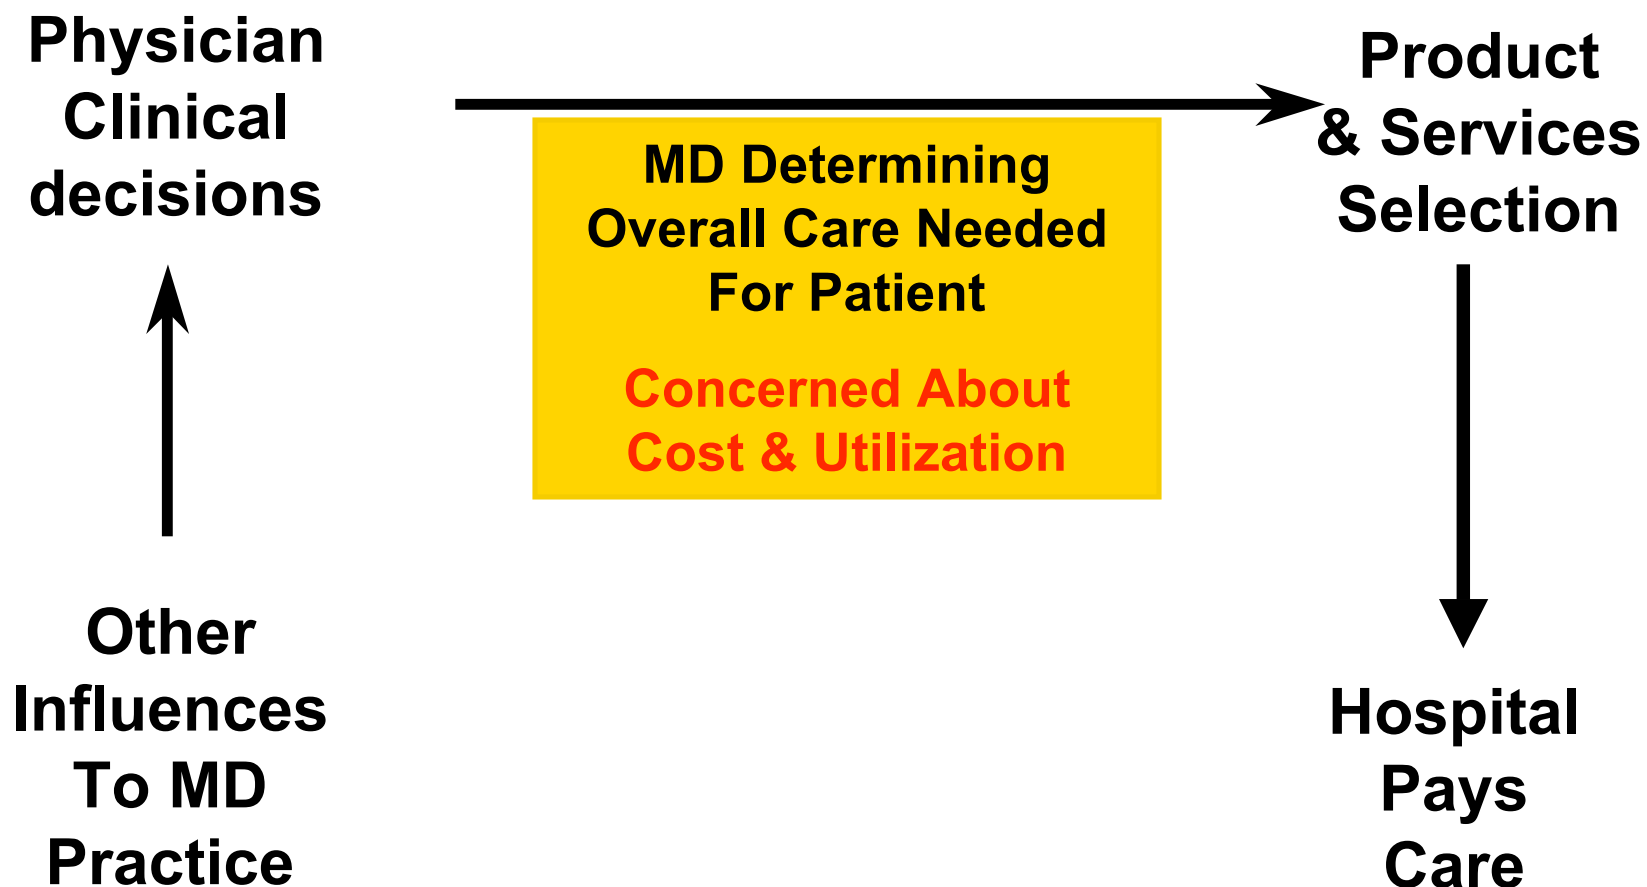 Physician
Clinical
decisions
Product
& Services
Selection
MD Determining
Overall Care Needed
For Patient
Concerned About
Cost & Utilization
Other
Influences
To MD
Practice
Hospital
Pays
Care